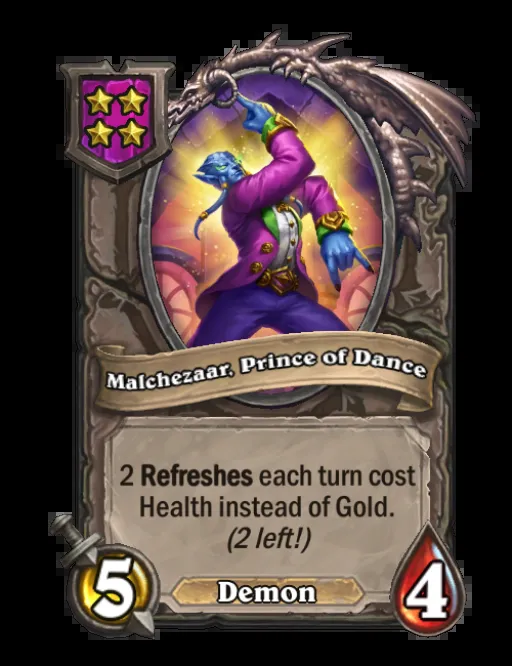 Malchezaar, Prince of Dance
2 Refreshes each turn cost
Health instead of Gold.
(2 left!)
5
Demon
4